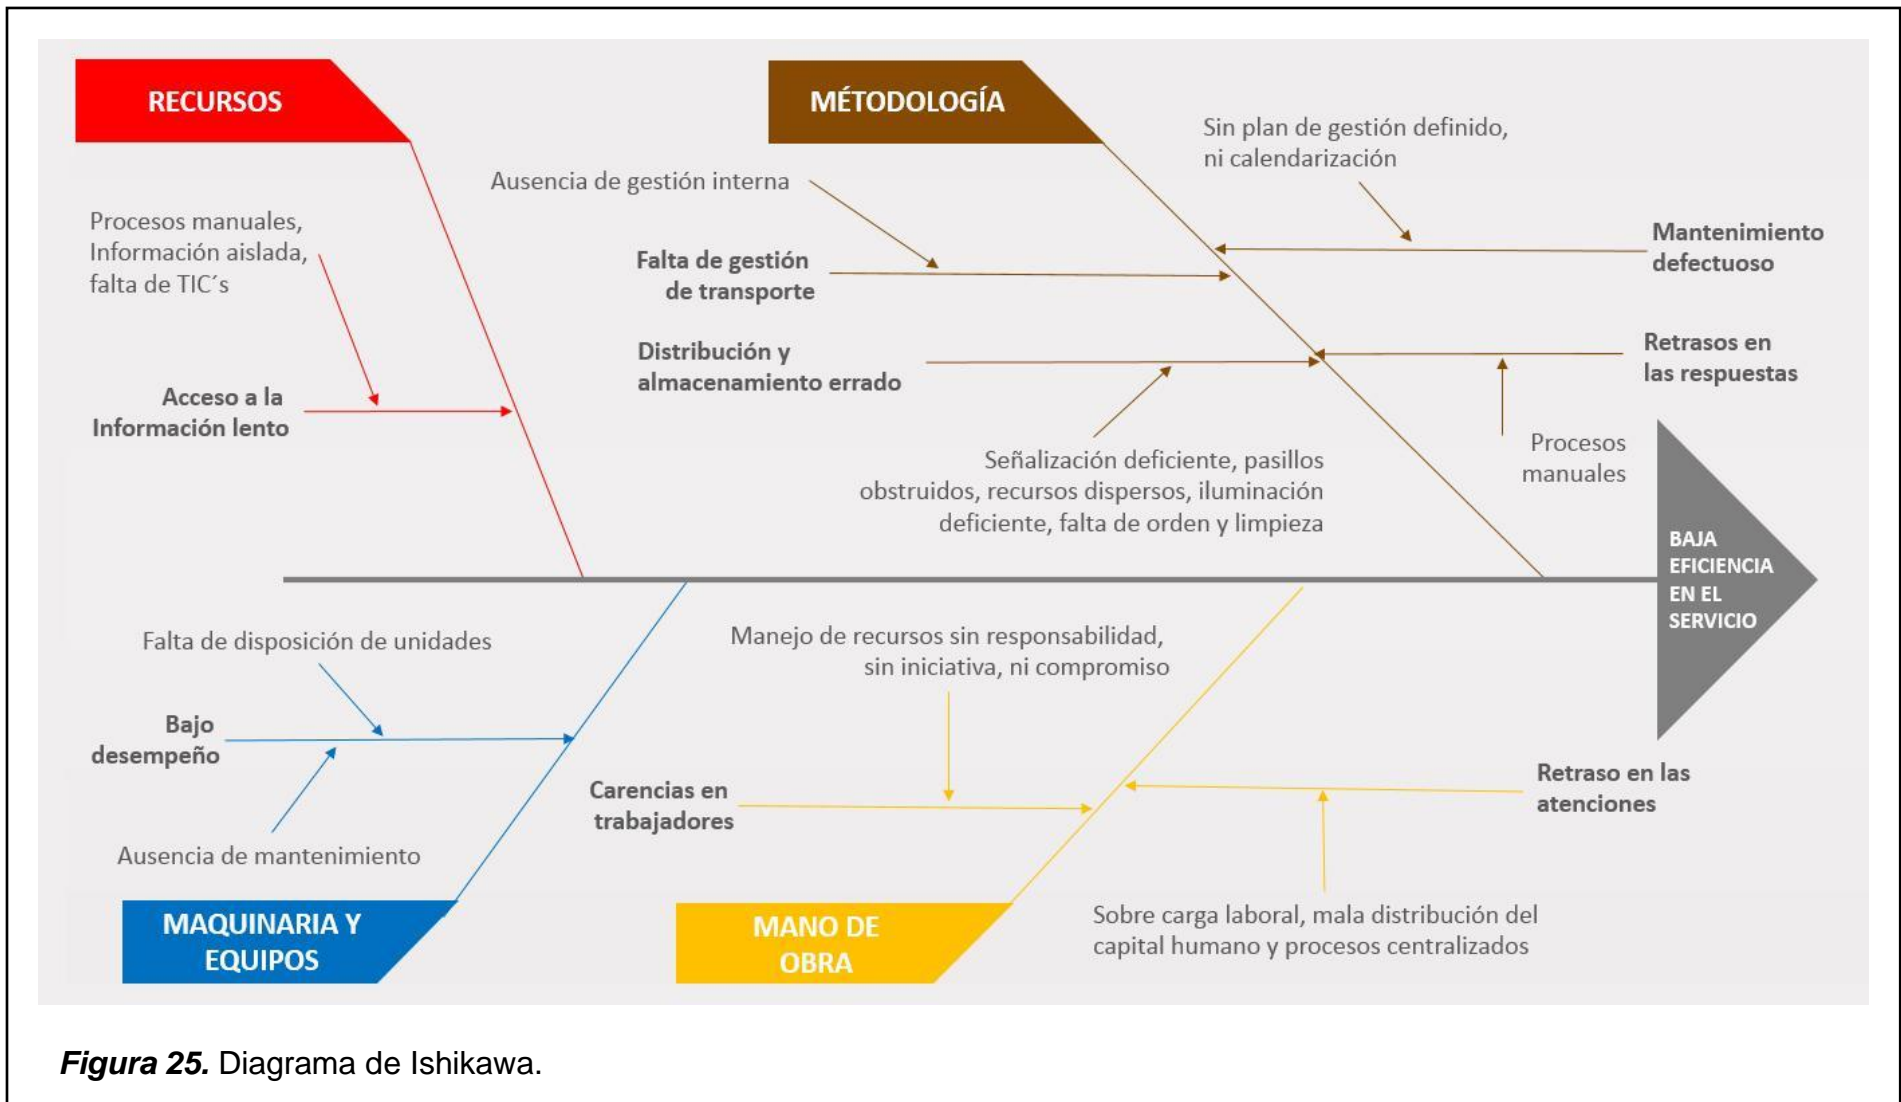 RECURSOS
MÉTODOLOGÍA
Sin plan de gestión definido,
ni calendarización
Ausencia de gestión interna
Procesos manuales,
Información aislada,
falta de TIC´s
Mantenimiento
defectuoso
Falta de gestión
de transporte
Distribución y
almacenamiento errado
Retrasos en
las respuestas
Acceso a la
Información lento
Señalización deficiente, pasillos
obstruidos, recursos dispersos, iluminación
deficiente, falta de orden y limpieza
Procesos
manuales
BAJA
EFICIENCIA
EN EL
SERVICIO
Falta de disposición de unidades
Manejo de recursos sin responsabilidad,
sin iniciativa, ni compromiso
Bajo
desempeño
Carencias en
trabajadores
Retraso en las
atenciones
Ausencia de mantenimiento
MAQUINARIA Y
EQUIPOS
MANO DE
OBRA
Sobre carga laboral, mala distribución del
capital humano y procesos centralizados
Figura 25. Diagrama de Ishikawa.